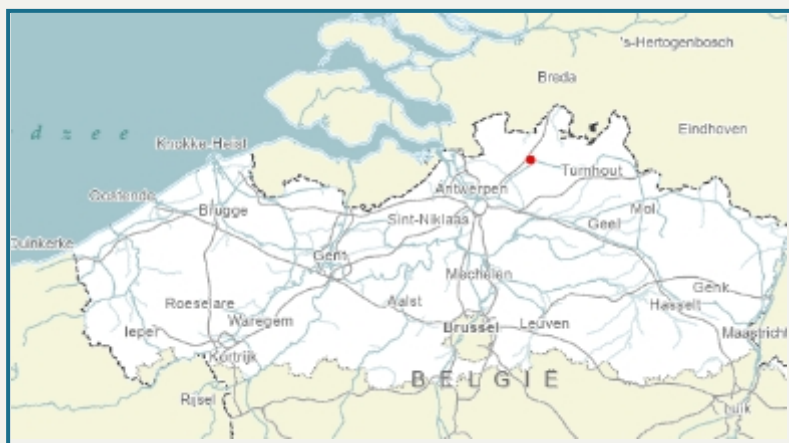 's-Hertogenbosch
Breda
Eindhoven
dzee
Knokke-Heist
Turnhout
Antwerpen
Oostende
Brugge
Sint-Niklaas
Mol
Geel
Duinkerke
Gent
Mechelen
Genk
Roeselare
Aalst
Hasselt
Waregem
Brussel
Leuven
Ieper
Maastricht
Kortrijk
BELGIË
Rijsel
Luik